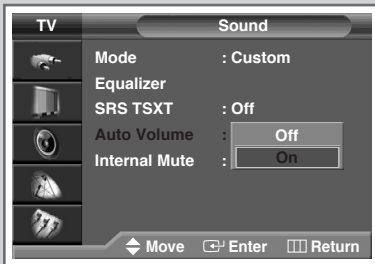 TV Sound
Mode : Custom
Equalizer
SRS TSXT : Off
Auto Volume : Off
On
Internal Mute :
Move Enter Return